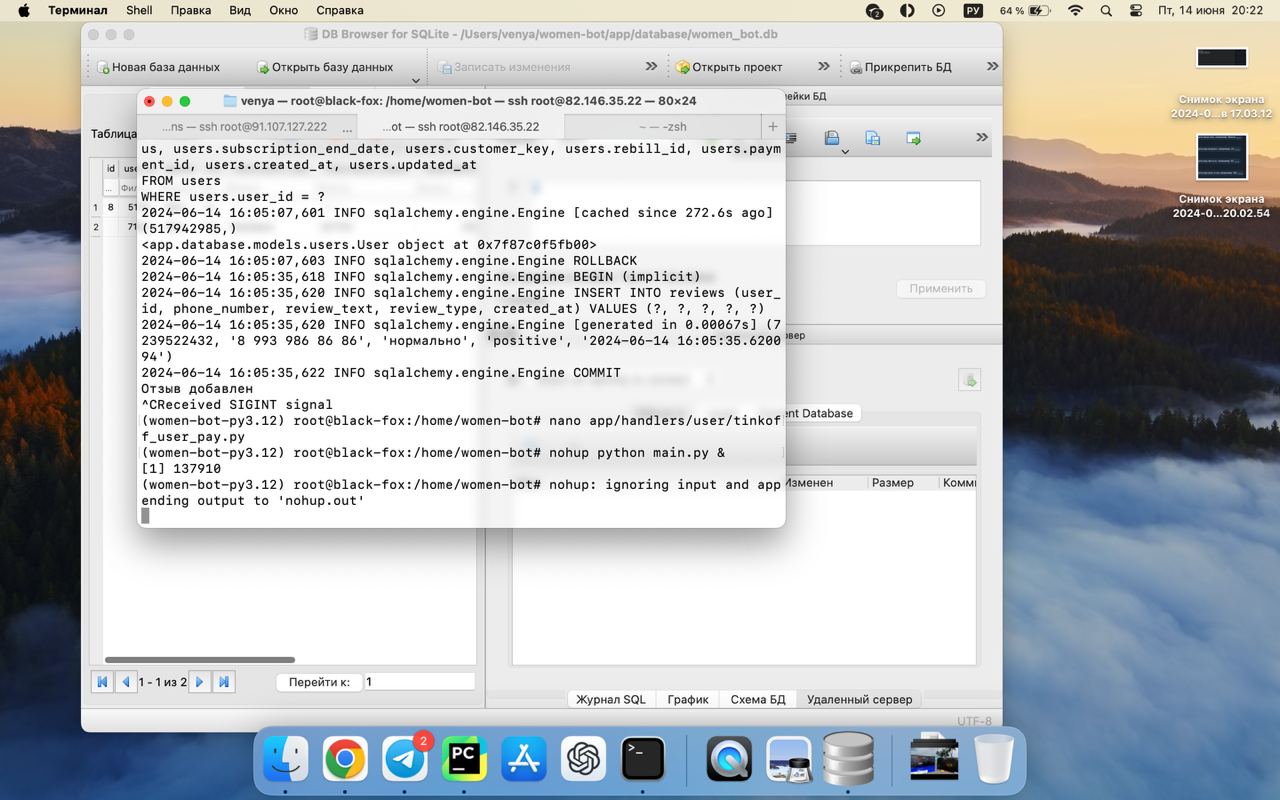 Терминал Shell Правка Вид Окно Справка 2 РУ 64 % Пт, 14 июня 20:22
DB Browser for SQLite - /Users/venya/women-bot/app/database/women_bot.db
Новая база данных Открыть базу данных Записать изменения Открыть проект Прикрепить БД
Снимок экрана
2024-0...в 17.03.12
Снимок экрана
2024-0...20.02.54
venya — root@black-fox: /home/women-bot — ssh root@82.146.35.22 — 80×24
ейки БД
...ns — ssh root@91.107.127.222 ... ...ot — ssh root@82.146.35.22 ~ — -zsh +
Таблица
us, users.subscription_end_date, users.customer_key, users.rebill_id, users.paym
ent_id, users.created_at, users.updated_at
FROM users
WHERE users.user_id = ?
2024-06-14 16:05:07,601 INFO sqlalchemy.engine.Engine [cached since 272.6s ago]
(517942985,)
<app.database.models.users.User object at 0x7f87c0f5fb00>
2024-06-14 16:05:07,603 INFO sqlalchemy.engine.Engine ROLLBACK
2024-06-14 16:05:35,618 INFO sqlalchemy.engine.Engine BEGIN (implicit)
2024-06-14 16:05:35,620 INFO sqlalchemy.engine.Engine INSERT INTO reviews (user_
id, phone_number, review_text, review_type, created_at) VALUES (?, ?, ?, ?, ?)
2024-06-14 16:05:35,620 INFO sqlalchemy.engine.Engine [generated in 0.00067s] (7
239522432, '8 993 986 86 86', 'нормально', 'positive', '2024-06-14 16:05:35.6200
94')
2024-06-14 16:05:35,622 INFO sqlalchemy.engine.Engine COMMIT
Отзыв добавлен
^CReceived SIGINT signal
(women-bot-py3.12) root@black-fox:/home/women-bot# nano app/handlers/user/tinkof
f_user_pay.py
(women-bot-py3.12) root@black-fox:/home/women-bot# nohup python main.py &
[1] 137910
(women-bot-py3.12) root@black-fox:/home/women-bot# nohup: ignoring input and app
ending output to 'nohup.out'
id use
... Фил
1 8 51
2 71
Применить
рвер
ent Database
Изменен Размер Комми
1 - 1 из 2 Перейти к: 1
Журнал SQL График Схема БД Удаленный сервер
UTF-8
2
PC
>_